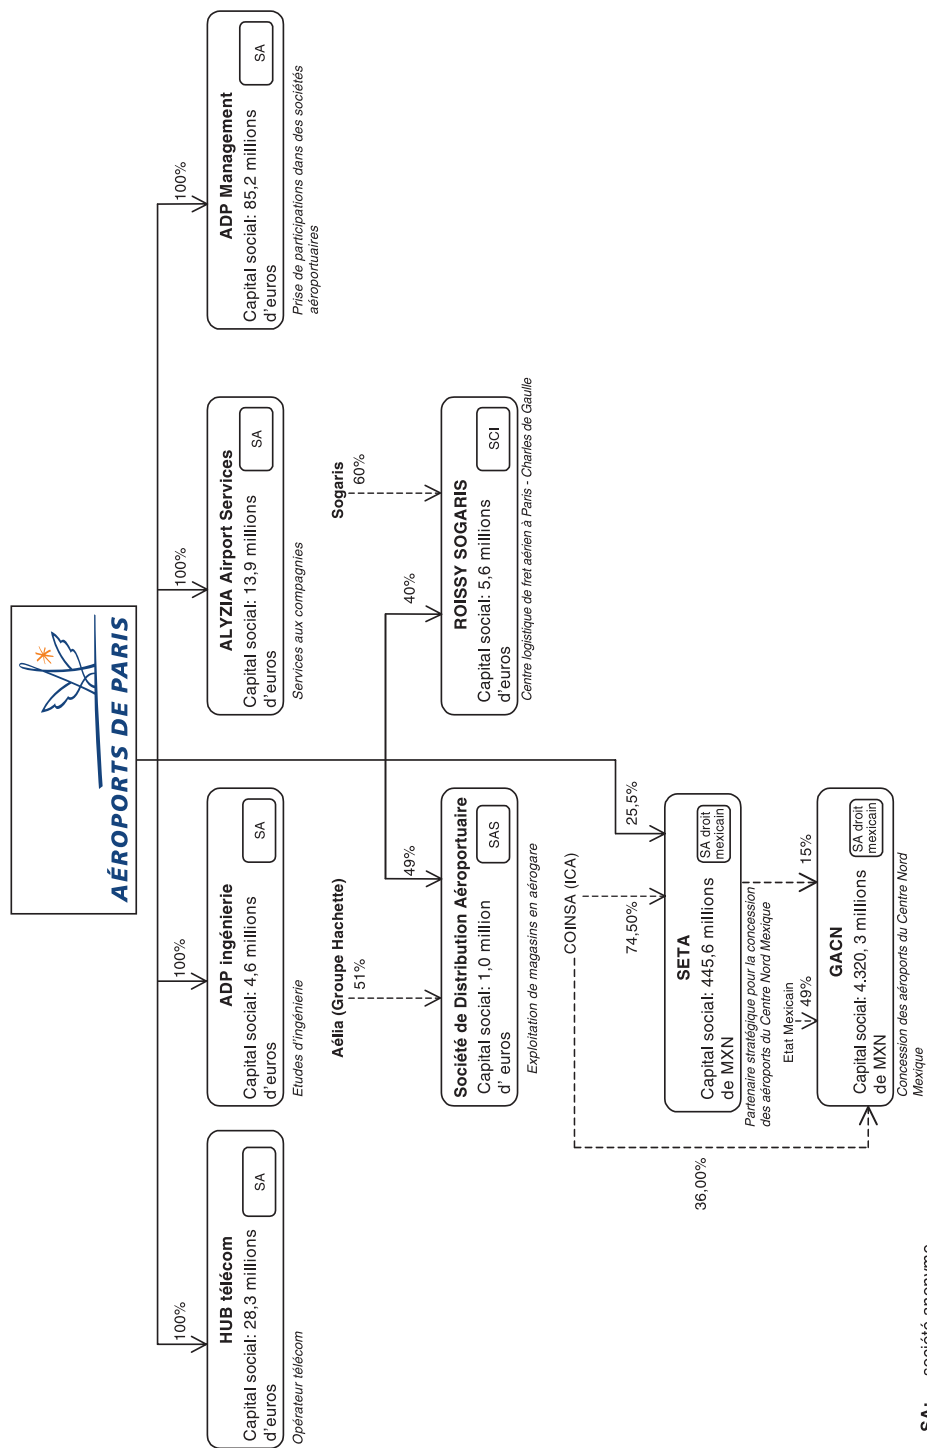 AÉROPORTS DE PARIS
100%
HUB télécom
Capital social: 28,3 millions
d'euros
SA
Opérateur télécom
100%
ADP ingénierie
Capital social: 4,6 millions
d'euros
SA
Etudes d'ingénierie
100%
ALYZIA Airport Services
Capital social: 13,9 millions
d'euros
SA
Services aux compagnies
100%
ADP Management
Capital social: 85,2 millions
d'euros
SA
Prise de participations dans des sociétés
aéroportuaires
Aélia (Groupe Hachette)
51%
49%
Société de Distribution Aéroportuaire
Capital social: 1,0 million
d' euros
SAS
Exploitation de magasins en aérogare
Sogaris
40%
60%
ROISSY SOGARIS
Capital social: 5,6 millions
d'euros
SCI
Centre logistique de fret aérien à Paris - Charles de Gaulle
COINSA (ICA)
74,50%
25,5%
SETA
Capital social: 445,6 millions
de MXN
SA droit
mexicain
Partenaire stratégique pour la concession
des aéroports du Centre Nord Mexique
36,00%
Etat Mexicain
49%
15%
GACN
Capital social: 4.320, 3 millions
de MXN
SA droit
mexicain
Concession des aéroports du Centre Nord
Mexique
SA: société anonyme